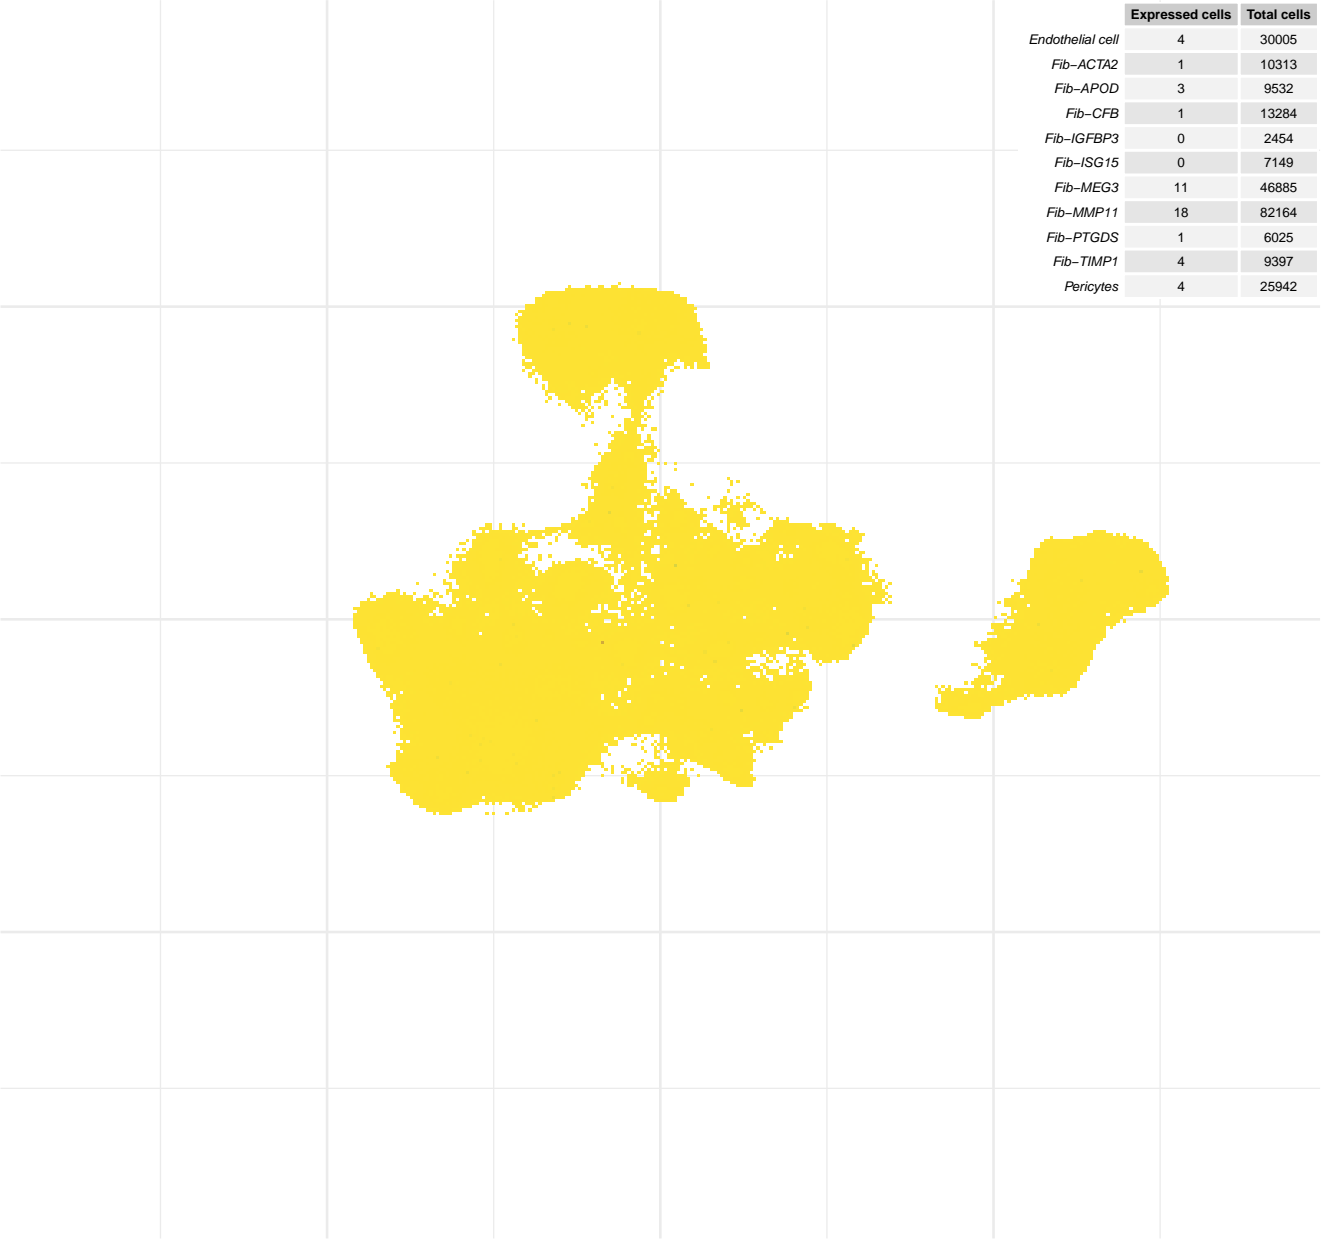 Expressed cells Total cells
Endothelial cell 4 30005
Fib−ACTA2 1 10313
Fib−APOD 3 9532
Fib−CFB 1 13284
Fib−IGFBP3 0 2454
Fib−ISG15 0 7149
Fib−MEG3 11 46885
Fib−MMP11 18 82164
Fib−PTGDS 1 6025
Fib−TIMP1 4 9397
Pericytes 4 25942